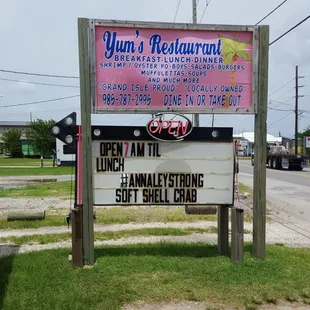 Yum's Restaurant
BREAKFAST-LUNCH-DINNER
SHRIMP / OYSTER PO-BOYS-SALADS-BURGERS
MUFFULETTAS-SOUPS
AND MUCH MORE
GRAND ISLE PROUD LOCALLY OWNED
985-787-2816 DINE IN OR TAKE OUT
OPEN
OPEN 7AM TIL
LUNCH
#ANNALEYSTRONG
SOFT SHELL CRAB